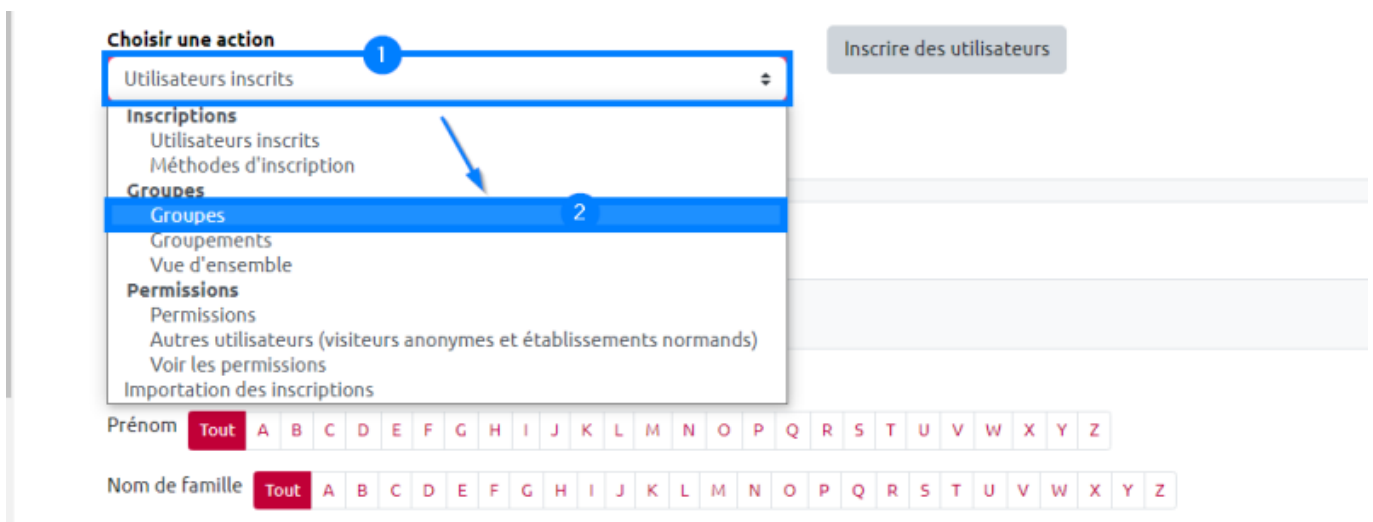 Choisir une action
1
Inscrire des utilisateurs
Utilisateurs inscrits
Inscriptions
Utilisateurs inscrits
Méthodes d'inscription
Groupes
Groupes
2
Groupements
Vue d'ensemble
Permissions
Permissions
Autres utilisateurs (visiteurs anonymes et établissements normands)
Voir les permissions
Importation des inscriptions
Prénom Tout A B C D E F G H I J K L M N O P Q R S T U V W X Y Z
Nom de famille Tout A B C D E F G H I J K L M N O P Q R S T U V W X Y Z